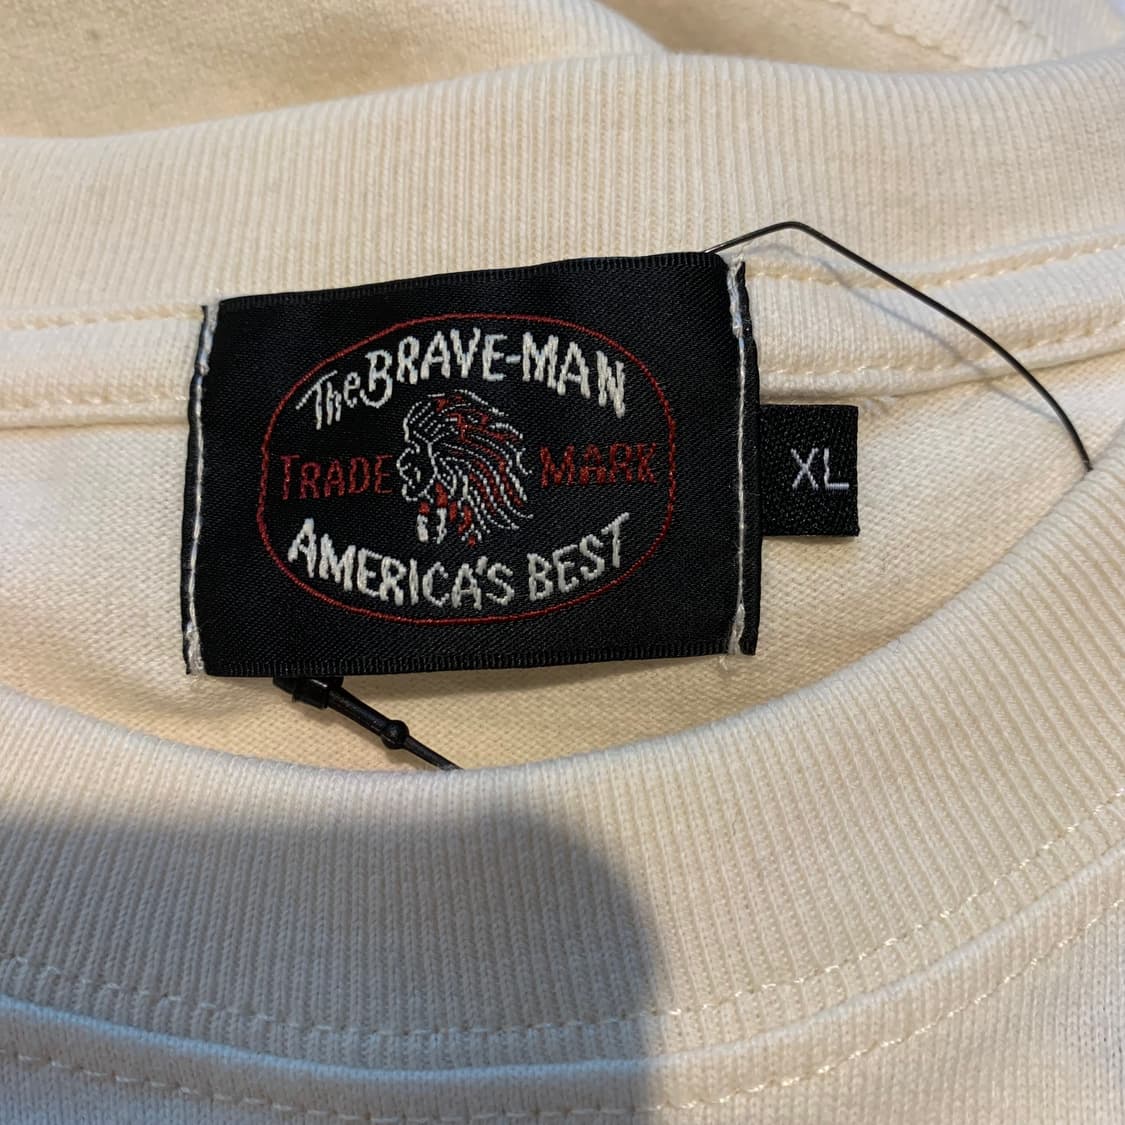 The BRAVE-MAN
TRADE MARK
AMERICA'S BEST
XL